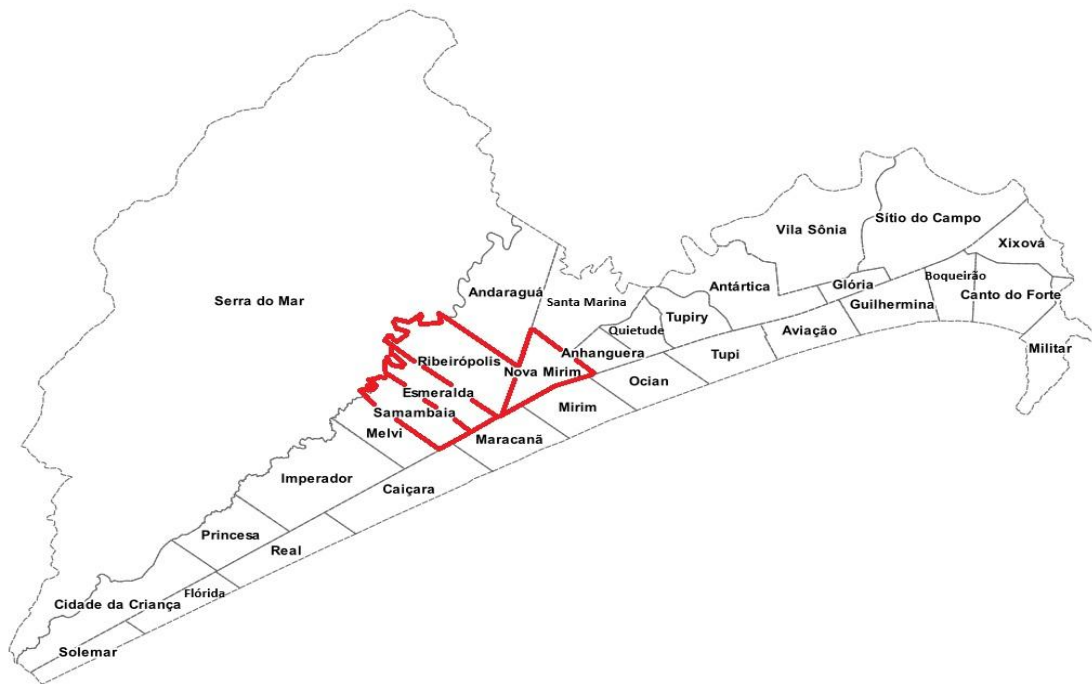 Sítio do Campo
Vila Sônia
Xixová
Andaraguá
Antártica
Glória
Boqueirão
Serra do Mar
Santa Marina
Guilhermina
Canto do Forte
Tupiry
Quietude
Aviação
Militar
Anhanguera
Tupi
Ribeirópolis
Nova Mirim
Ocian
Esmeralda
Mirim
Samambaia
Melvi
Maracanã
Imperador
Caiçara
Princesa
Real
Flórida
Cidade da Criança
Solemar